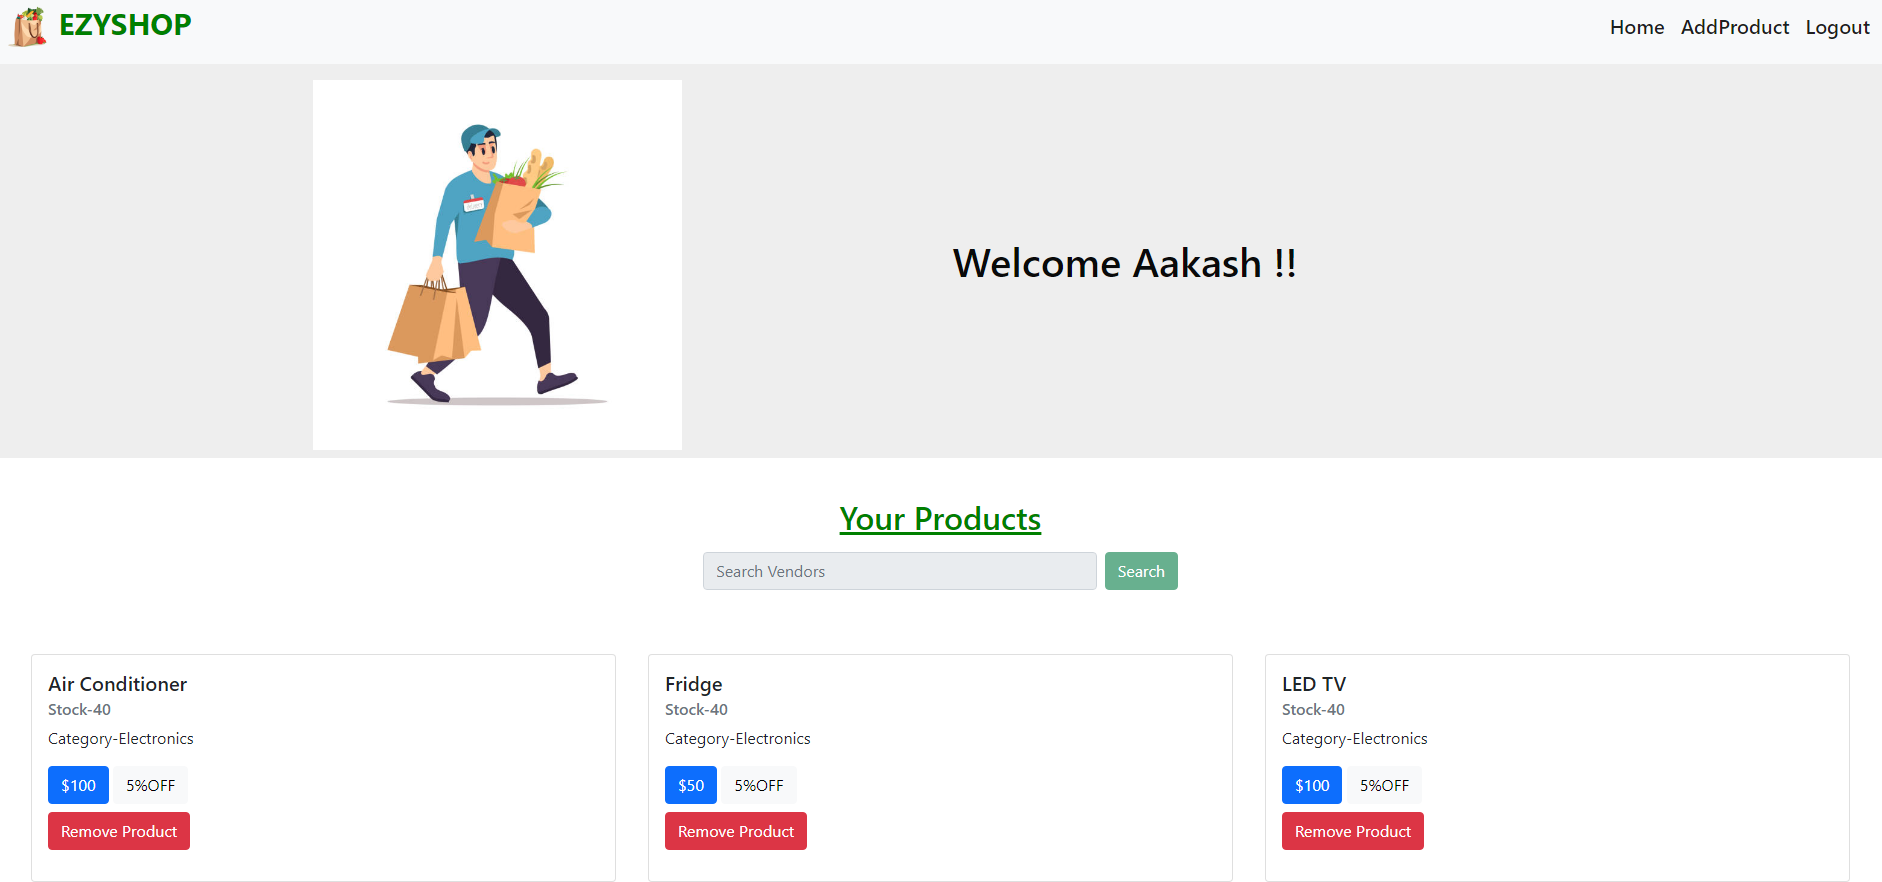 EZYSHOP
Home AddProduct Logout
Welcome Aakash !!
Your Products
Search Vendors Search
Air Conditioner
Stock-40
Category-Electronics
$100 5%OFF
Remove Product
Fridge
Stock-40
Category-Electronics
$50 5%OFF
Remove Product
LED TV
Stock-40
Category-Electronics
$100 5%OFF
Remove Product